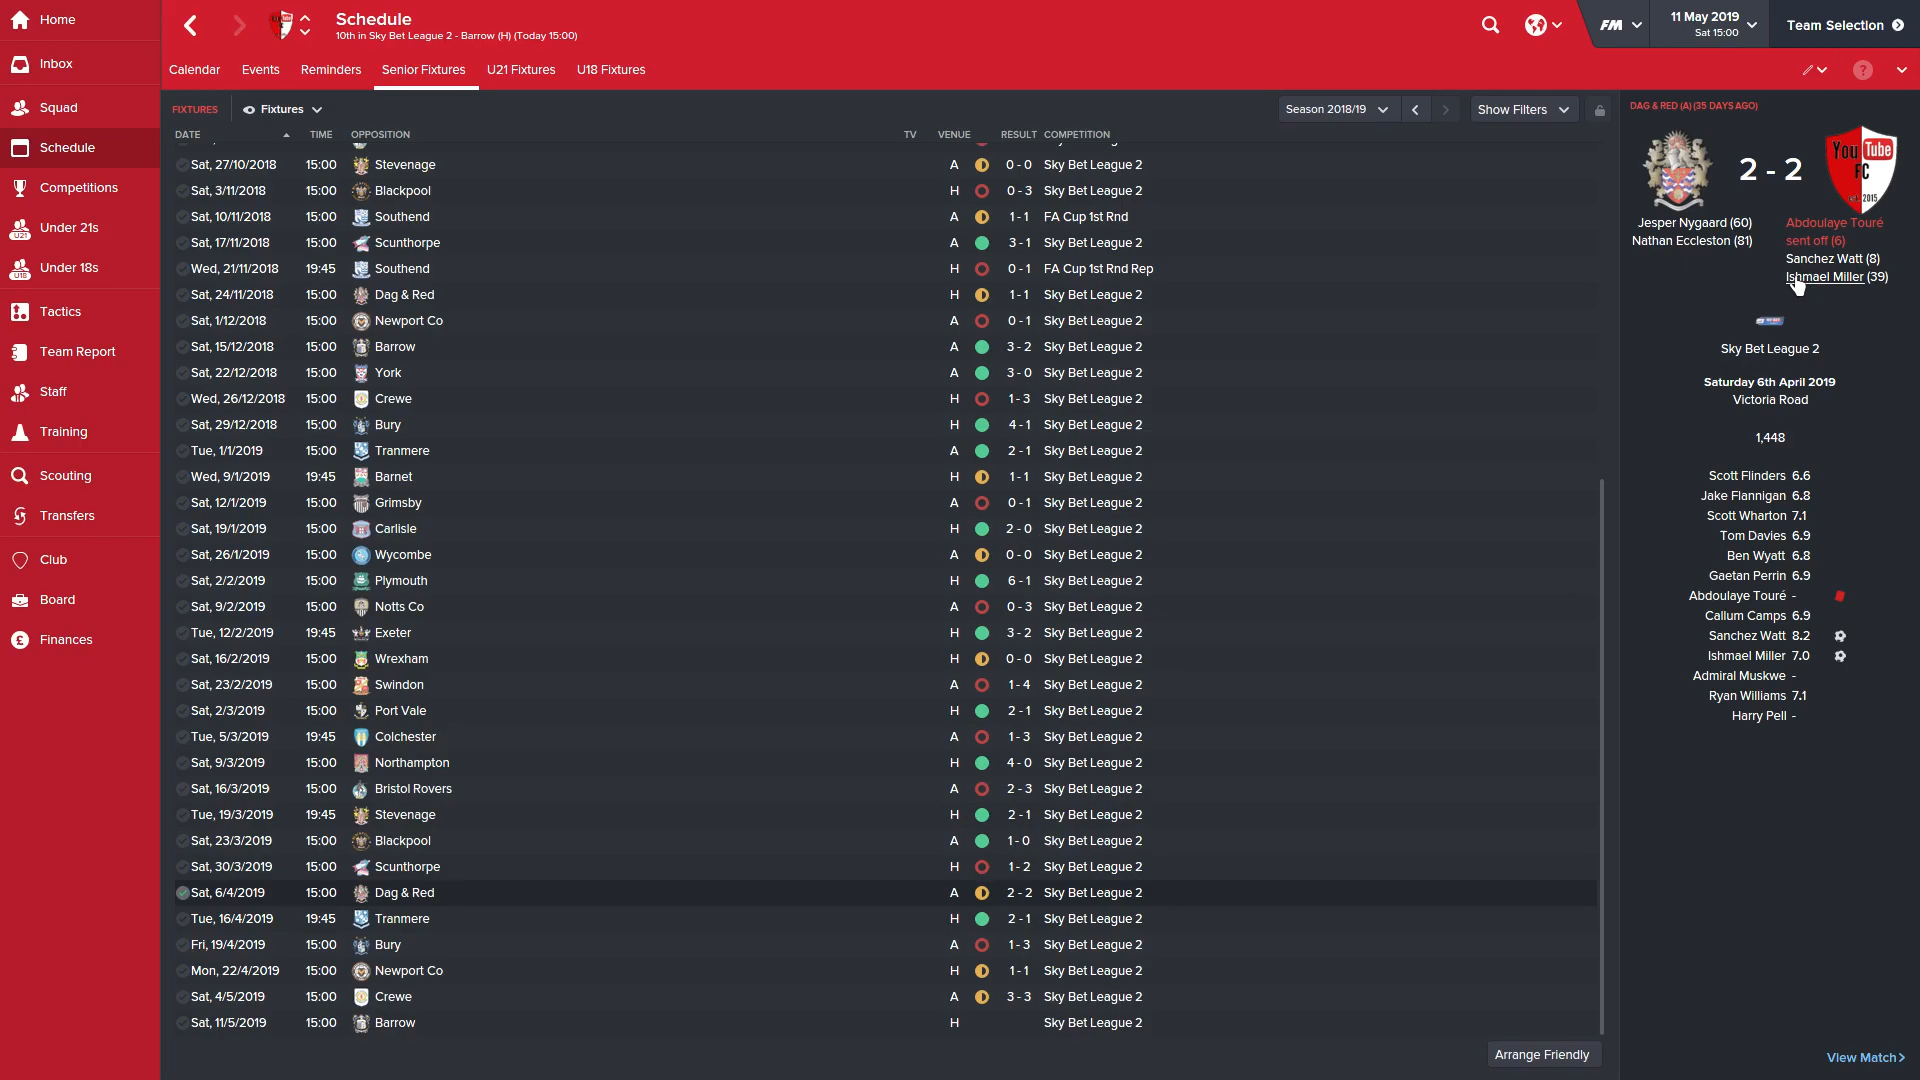 Home
Inbox
Squad
Schedule
Competitions
Under 21s
Under 18s
Tactics
Team Report
Staff
Training
Scouting
Transfers
Club
Board
Finances
Schedule
10th in Sky Bet League 2 - Barrow (H) (Today 15:00)
FM
11 May 2019
Sat 15:00
Team Selection
Calendar Events Reminders Senior Fixtures U21 Fixtures U18 Fixtures
FIXTURES Fixtures Season 2018/19 Show Filters
DATE TIME OPPOSITION TV VENUE RESULT COMPETITION
Sat, 27/10/2018 15:00 Stevenage A 0 - 0 Sky Bet League 2
Sat, 3/11/2018 15:00 Blackpool H 0 - 3 Sky Bet League 2
Sat, 10/11/2018 15:00 Southend A 1 - 1 FA Cup 1st Rnd
Sat, 17/11/2018 15:00 Scunthorpe A 3 - 1 Sky Bet League 2
Wed, 21/11/2018 19:45 Southend H 0 - 1 FA Cup 1st Rnd Rep
Sat, 24/11/2018 15:00 Dag & Red H 1 - 1 Sky Bet League 2
Sat, 1/12/2018 15:00 Newport Co A 0 - 1 Sky Bet League 2
Sat, 15/12/2018 15:00 Barrow A 3 - 2 Sky Bet League 2
Sat, 22/12/2018 15:00 York A 3 - 0 Sky Bet League 2
Wed, 26/12/2018 15:00 Crewe H 1 - 3 Sky Bet League 2
Sat, 29/12/2018 15:00 Bury H 4 - 1 Sky Bet League 2
Tue, 1/1/2019 15:00 Tranmere A 2 - 1 Sky Bet League 2
Wed, 9/1/2019 19:45 Barnet H 1 - 1 Sky Bet League 2
Sat, 12/1/2019 15:00 Grimsby A 0 - 1 Sky Bet League 2
Sat, 19/1/2019 15:00 Carlisle H 2 - 0 Sky Bet League 2
Sat, 26/1/2019 15:00 Wycombe A 0 - 0 Sky Bet League 2
Sat, 2/2/2019 15:00 Plymouth H 6 - 1 Sky Bet League 2
Sat, 9/2/2019 15:00 Notts Co A 0 - 3 Sky Bet League 2
Tue, 12/2/2019 19:45 Exeter H 3 - 2 Sky Bet League 2
Sat, 16/2/2019 15:00 Wrexham H 0 - 0 Sky Bet League 2
Sat, 23/2/2019 15:00 Swindon A 1 - 4 Sky Bet League 2
Sat, 2/3/2019 15:00 Port Vale H 2 - 1 Sky Bet League 2
Tue, 5/3/2019 19:45 Colchester A 1 - 3 Sky Bet League 2
Sat, 9/3/2019 15:00 Northampton H 4 - 0 Sky Bet League 2
Sat, 16/3/2019 15:00 Bristol Rovers A 2 - 3 Sky Bet League 2
Tue, 19/3/2019 19:45 Stevenage H 2 - 1 Sky Bet League 2
Sat, 23/3/2019 15:00 Blackpool A 1 - 0 Sky Bet League 2
Sat, 30/3/2019 15:00 Scunthorpe H 1 - 2 Sky Bet League 2
Sat, 6/4/2019 15:00 Dag & Red A 2 - 2 Sky Bet League 2
Tue, 16/4/2019 19:45 Tranmere H 2 - 1 Sky Bet League 2
Fri, 19/4/2019 15:00 Bury A 1 - 3 Sky Bet League 2
Mon, 22/4/2019 15:00 Newport Co H 1 - 1 Sky Bet League 2
Sat, 4/5/2019 15:00 Crewe A 3 - 3 Sky Bet League 2
Sat, 11/5/2019 15:00 Barrow H Sky Bet League 2
Arrange Friendly
DAG & RED (A) (35 DAYS AGO)
2 - 2
You Tube
FC
est. 2015
Jesper Nygaard (60)
Nathan Eccleston (81)
Abdoulaye Touré
sent off (6)
Sanchez Watt (8)
Ishmael Miller (39)
Sky Bet League 2
Saturday 6th April 2019
Victoria Road
1,448
Scott Flinders 6.6
Jake Flannigan 6.8
Scott Wharton 7.1
Tom Davies 6.9
Ben Wyatt 6.8
Gaetan Perrin 6.9
Abdoulaye Touré -
Callum Camps 6.9
Sanchez Watt 8.2
Ishmael Miller 7.0
Admiral Muskwe -
Ryan Williams 7.1
Harry Pell -
View Match